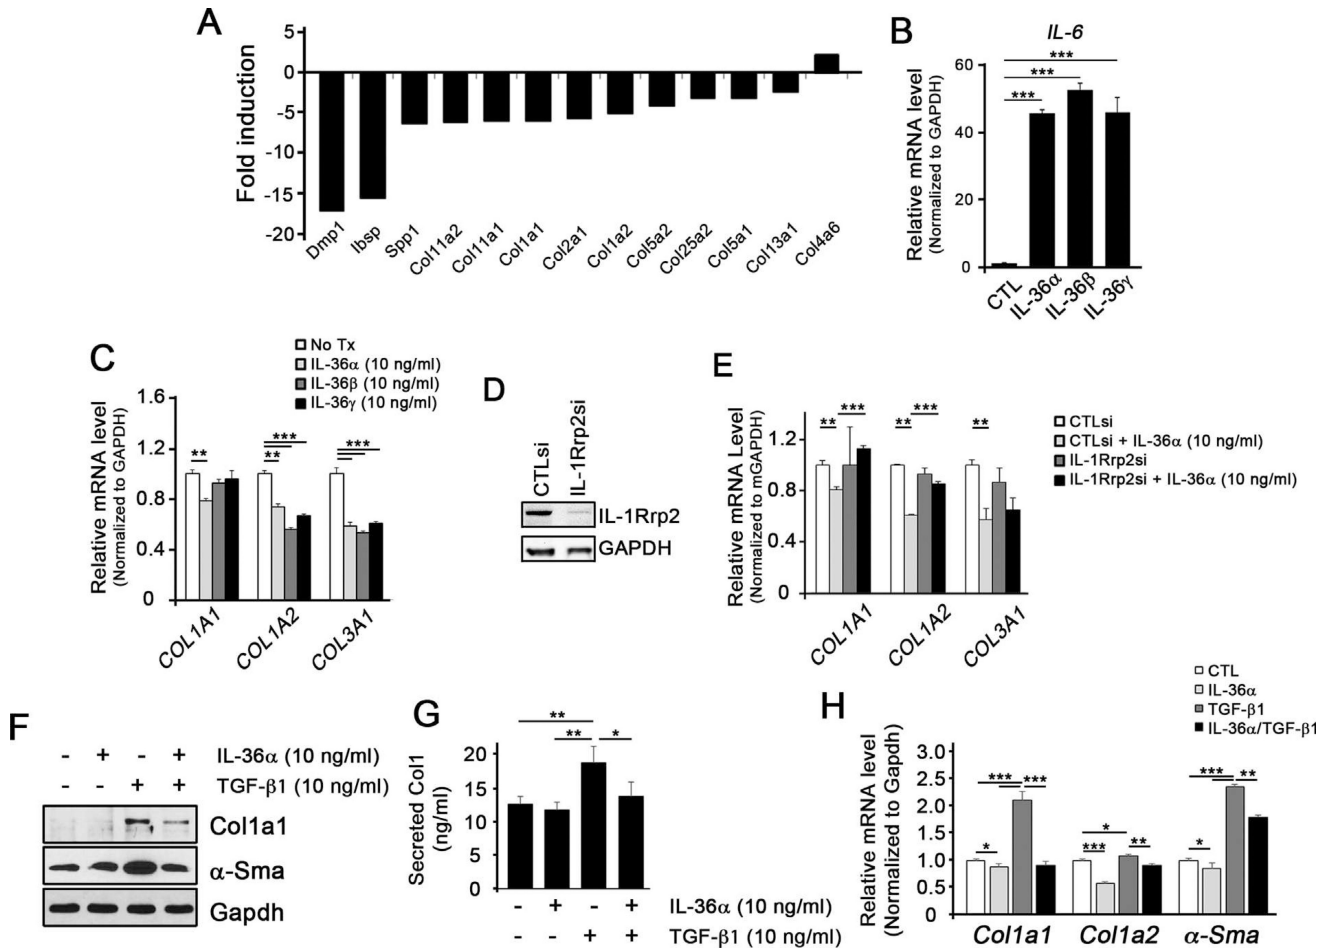 A
Fold induction
5
0
-5
-10
-15
-20
Dmp1
Ibsp
Spp1
Col11a2
Col11a1
Col1a1
Col2a1
Col1a2
Col5a2
Col25a2
Col5a1
Col13a1
Col4a6
B
IL-6
Relative mRNA level
(Normalized to GAPDH)
60
40
20
0
***
***
***
CTL
IL-36α
IL-36β
IL-36γ
C
No Tx
IL-36α (10 ng/ml)
IL-36β (10 ng/ml)
IL-36γ (10 ng/ml)
Relative mRNA level
(Normalized to GAPDH)
1.6
1.2
0.8
0.4
0
**
***
**
***
COL1A1
COL1A2
COL3A1
D
CTLsi
IL-1Rrp2si
IL-1Rrp2
GAPDH
E
Relative mRNA Level
(Normalized to mGAPDH)
1.2
0.8
0.4
0
** ***
** ***
**
COL1A1
COL1A2
COL3A1
CTLsi
CTLsi + IL-36α (10 ng/ml)
IL-1Rrp2si
IL-1Rrp2si + IL-36α (10 ng/ml)
F
- + - + IL-36α (10 ng/ml)
- - + + TGF-β1 (10 ng/ml)
Col1a1
α-Sma
Gapdh
G
Secreted Col1
(ng/ml)
20
15
10
5
0
**
** *
- + - + IL-36α (10 ng/ml)
- - + + TGF-β1 (10 ng/ml)
H
CTL
IL-36α
TGF-β1
IL-36α/TGF-β1
Relative mRNA level
(Normalized to Gapdh)
3.0
2.5
2.0
1.5
1.0
0.5
0
*** ***
*
*
*** **
*** **
*
Col1a1
Col1a2
α-Sma